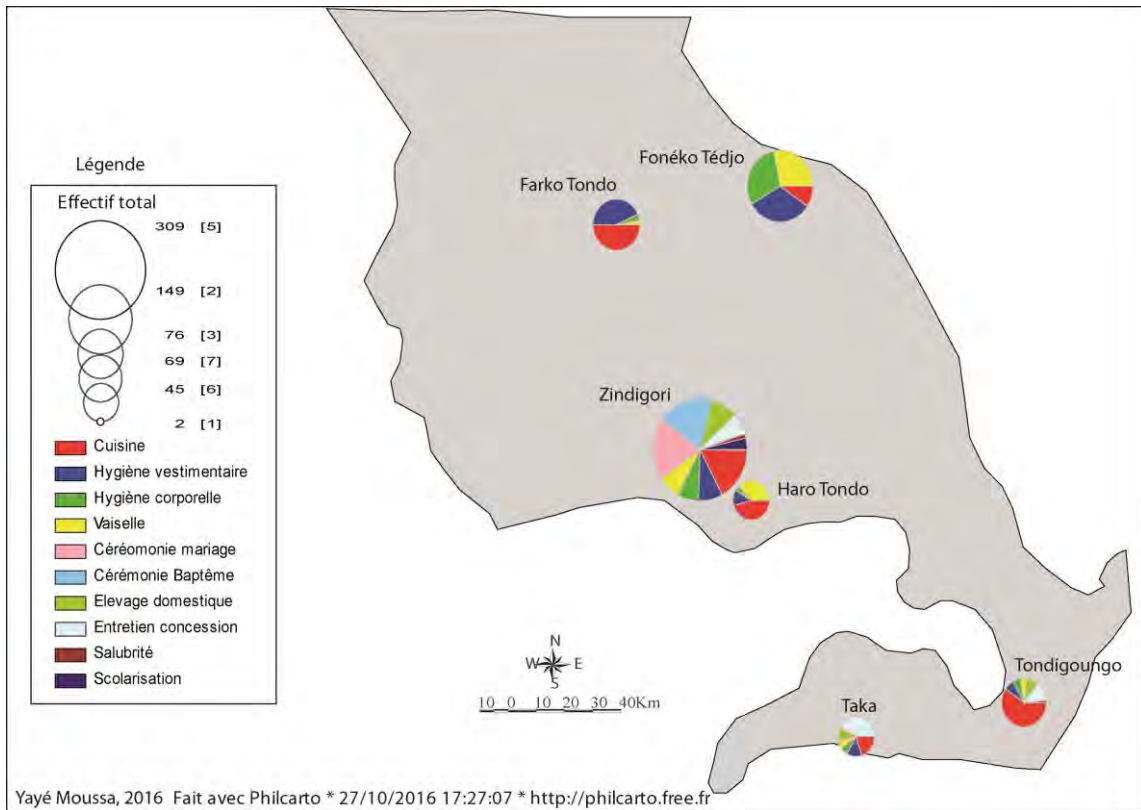 Légende
Effectif total
309 [5]
149 [2]
76 [3]
69 [7]
45 [6]
2 [1]
Cuisine
Hygiène vestimentaire
Hygiène corporelle
Vaiselle
Céréomonie mariage
Cérémonie Baptême
Elevage domestique
Entretien concession
Salubrité
Scolarisation
Fonéko Tédjo
Farko Tondo
Zindigori
Haro Tondo
Tondigoungo
Taka
N
W E
S
10 0 10 20 30 40Km
Yayé Moussa, 2016 Fait avec Philcarto * 27/10/2016 17:27:07 * http://philcarto.free.fr